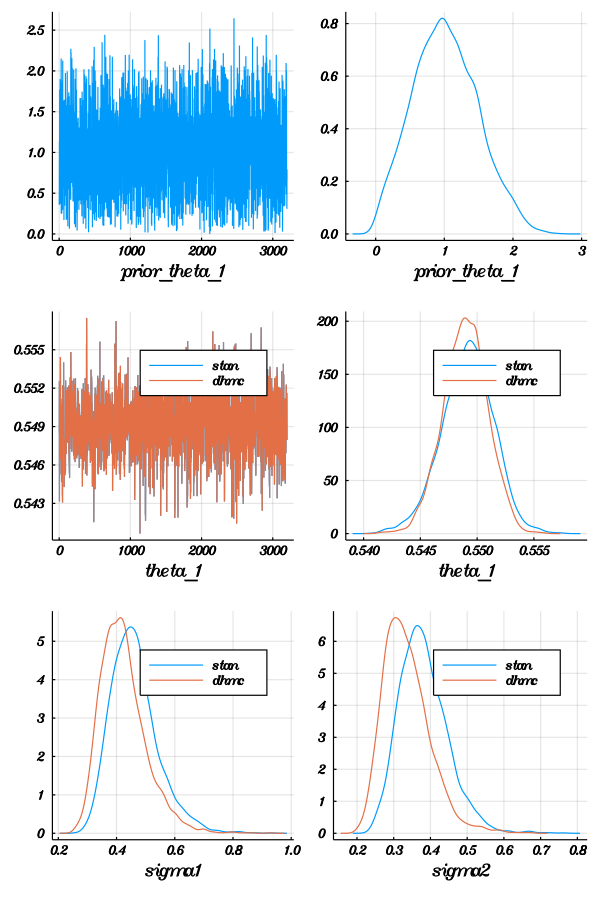 2.5
2.0
1.5
1.0
0.5
0.0
0 1000 2000 3000
prior_theta_1
0.8
0.6
0.4
0.2
0.0
0 1 2 3
prior_theta_1
0.555
0.552
0.549
0.546
0.543
stan
dhmc
0 1000 2000 3000
theta_1
200
150
100
50
0
stan
dhmc
0.540 0.545 0.550 0.555
theta_1
5
4
3
2
1
0
stan
dhmc
0.2 0.4 0.6 0.8 1.0
sigma1
6
5
4
3
2
1
0
stan
dhmc
0.2 0.3 0.4 0.5 0.6 0.7 0.8
sigma2